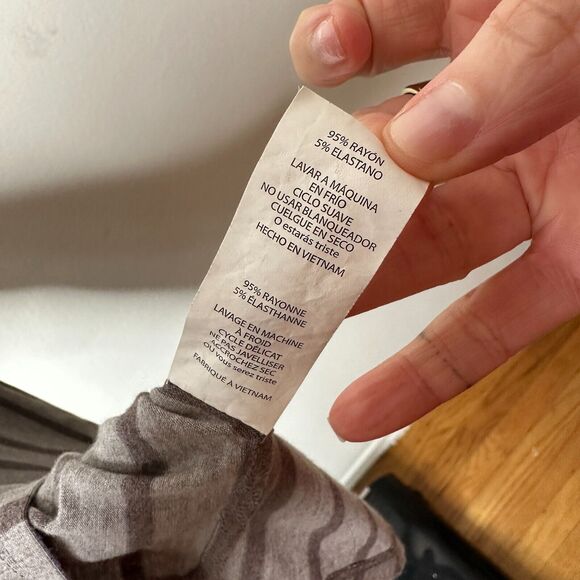 95% RAYÓN
5% ELASTANO
LAVAR A MÁQUINA
EN FRÍO
CICLO SUAVE
NO USAR BLANQUEADOR
CUELGUE EN SECO
O estarás triste
HECHO EN VIETNAM
95% RAYONNE
5% ÉLASTHANNE
LAVAGE EN MACHINE
À FROID
CYCLE DÉLICAT
NE PAS JAVELLISER
ACCROCHEZ SEC
OU vous serez triste
FABRIQUÉ À VIETNAM